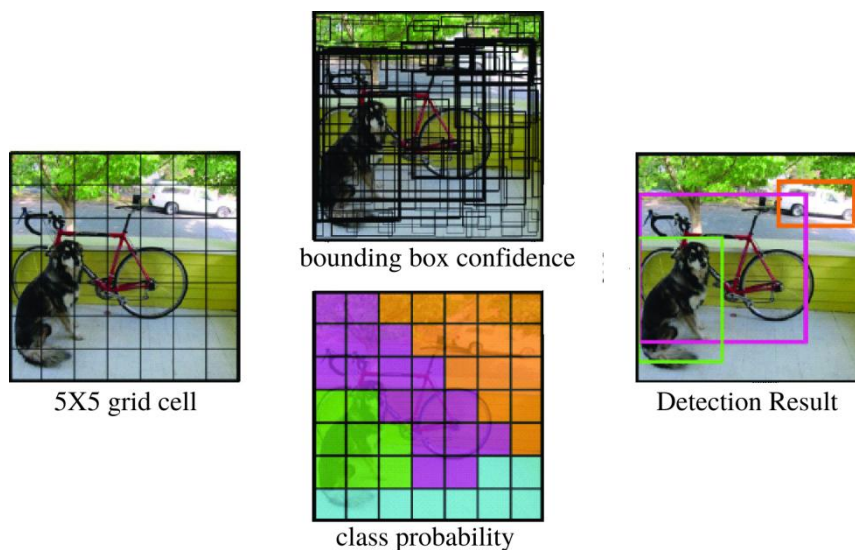 bounding box confidence
5X5 grid cell
Detection Result
class probability